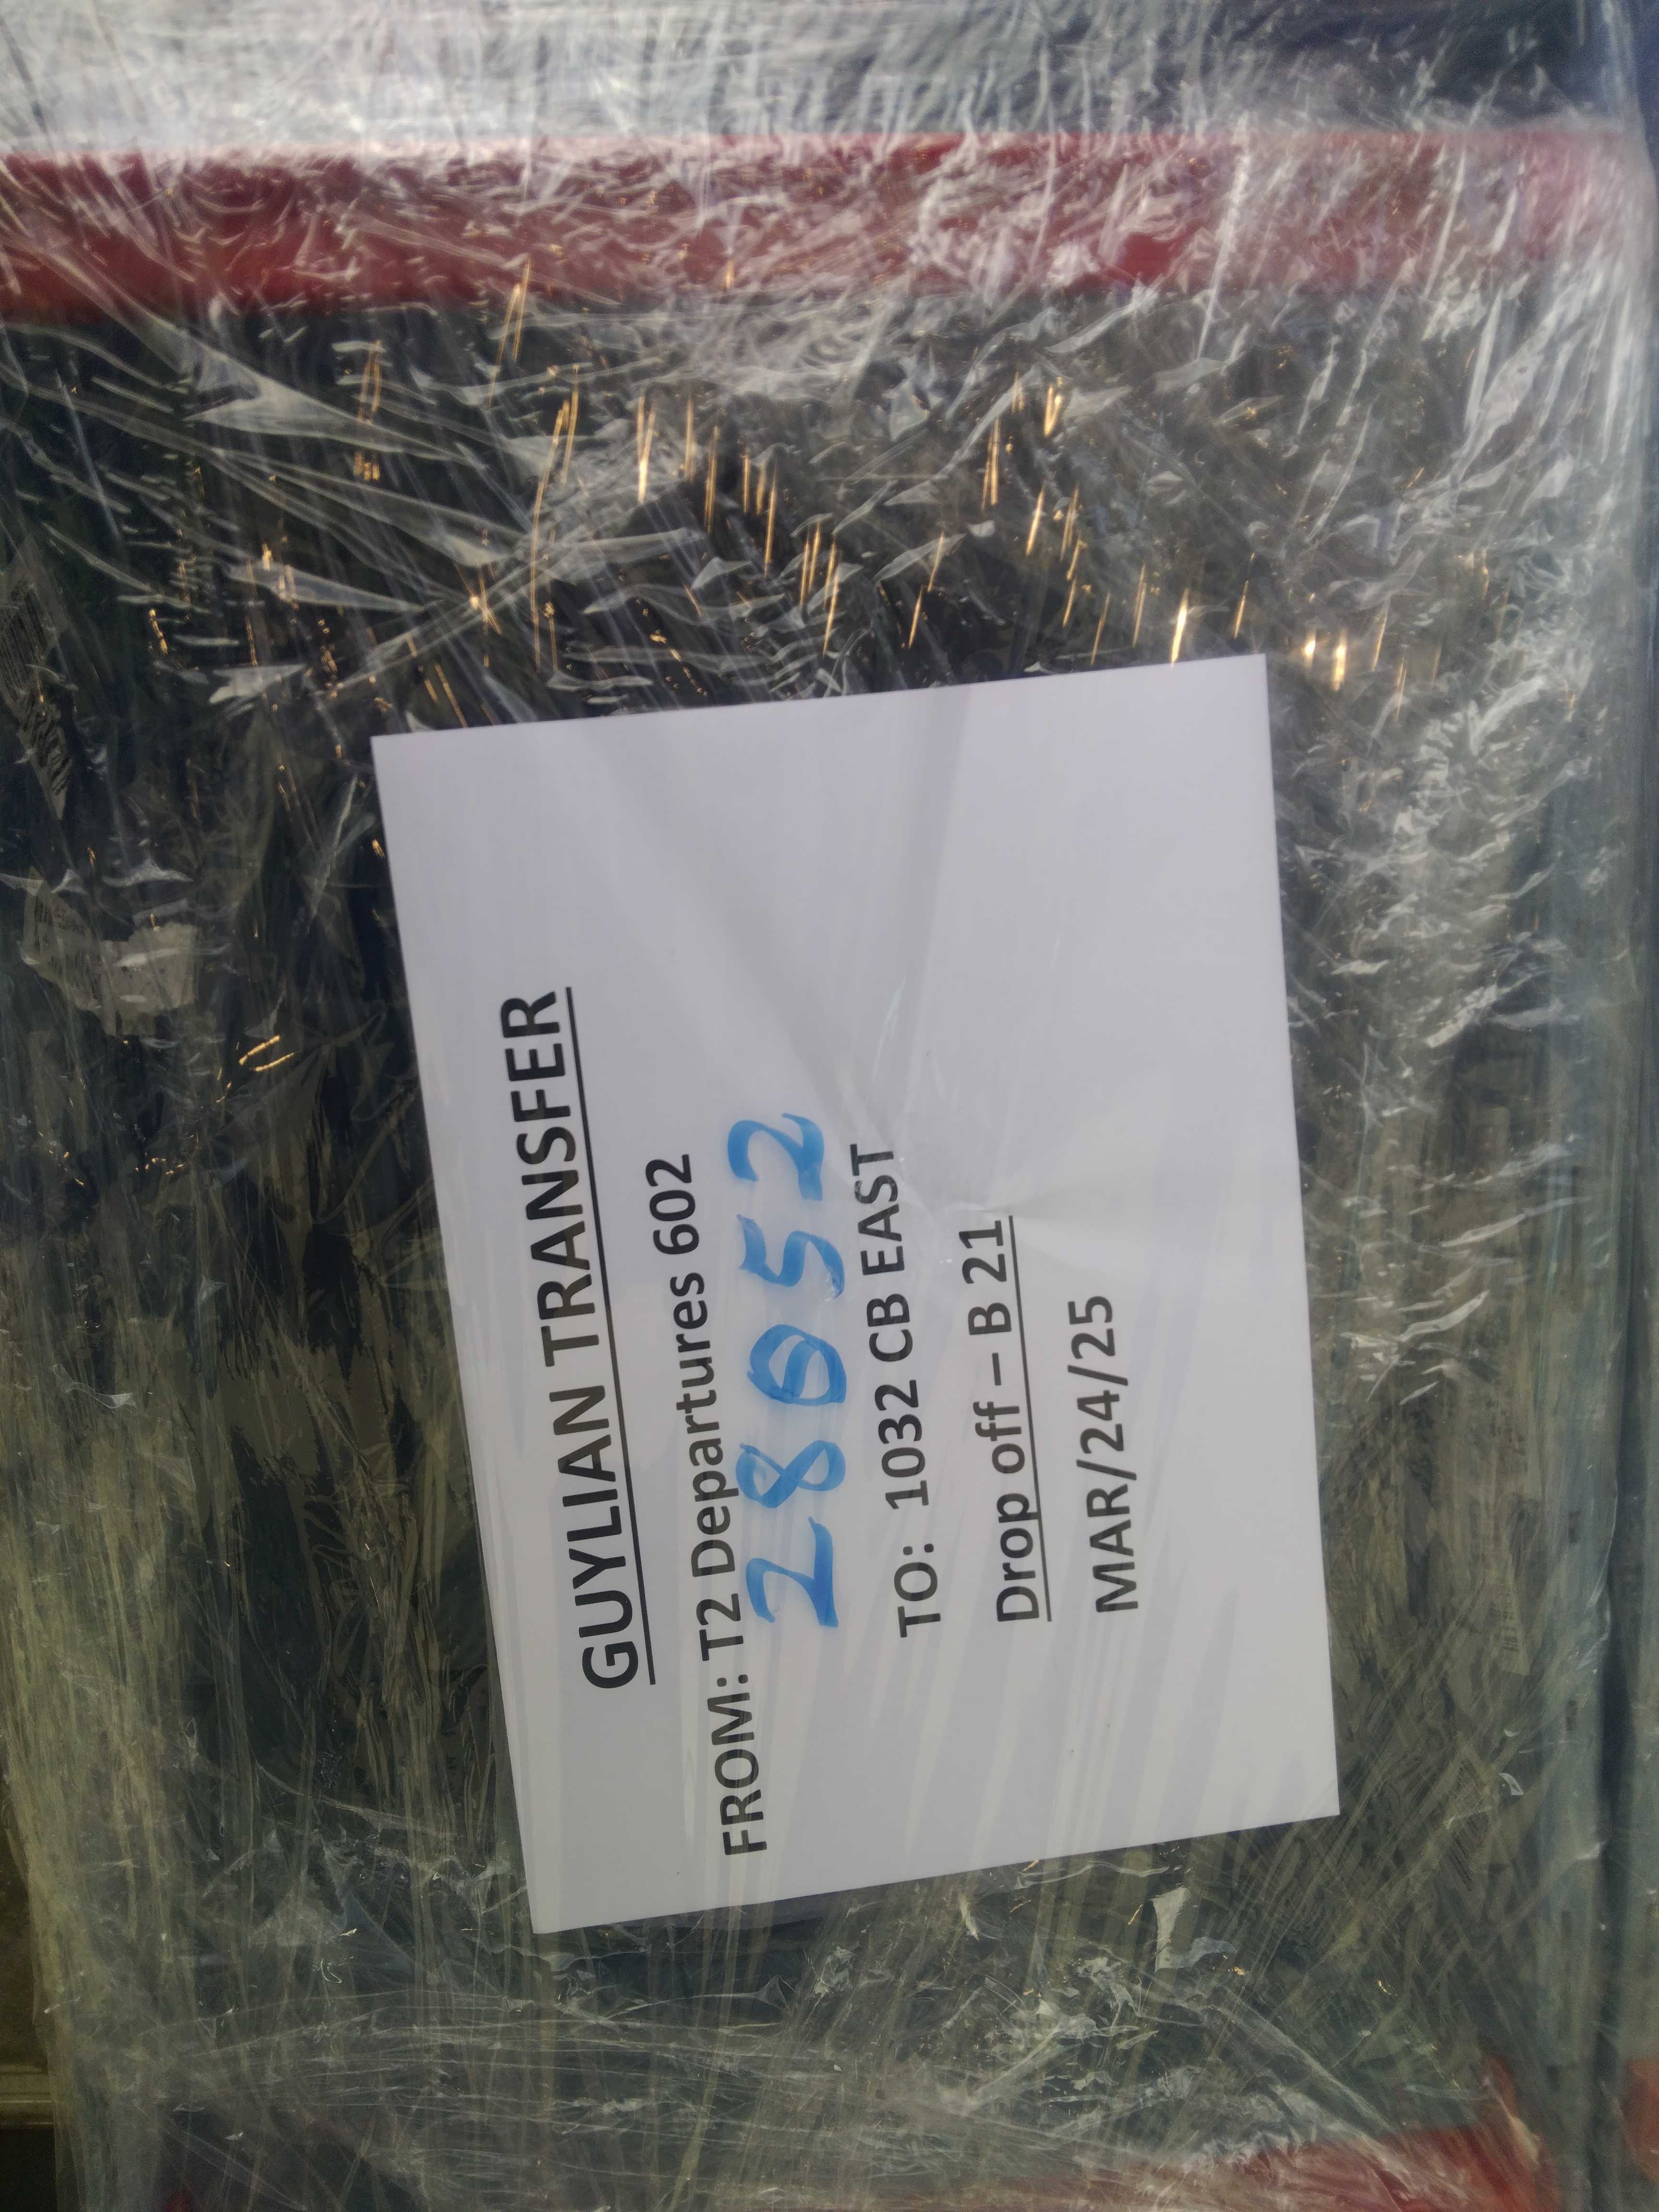 GUYLIAN TRANSFER
FROM: T2 Departures 602
28052
TO: 1032 CB EAST
Drop off – B 21
MAR/24/25